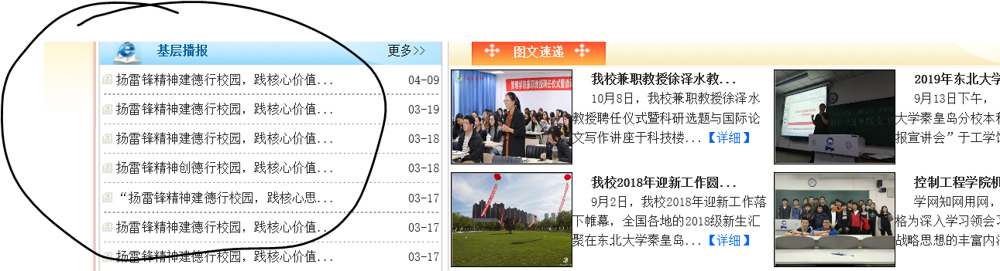 基层播报
更多>>
扬雷锋精神建德行校园，践核心价值... 04-09
扬雷锋精神建德行校园，践核心价值... 03-19
扬雷锋精神建德行校园，践核心价值... 03-18
扬雷锋精神创德行校园，践核心价值... 03-18
“扬雷锋精神建德行校园，践核心思... 03-17
扬雷锋精神建德行校园，践核心价值... 03-17
扬雷锋精神建德行校园，践核心价值... 03-17
图文速递
我校兼职教授徐泽水教...
10月8日，我校兼职教授徐泽水
教授聘任仪式暨科研选题与国际论
文写作讲座于科技楼...【详细】
2019年东北大学
9月13日下午，
大学秦皇岛分校本科
报宣讲会”于工学馆
我校2018年迎新工作圆...
9月2日，我校2018年迎新工作落
下帷幕，全国各地的2018级新生汇
聚在东北大学秦皇岛...【详细】
控制工程学院机
学网知网用网，
格为深入学习领会习
战略思想的丰富内涵